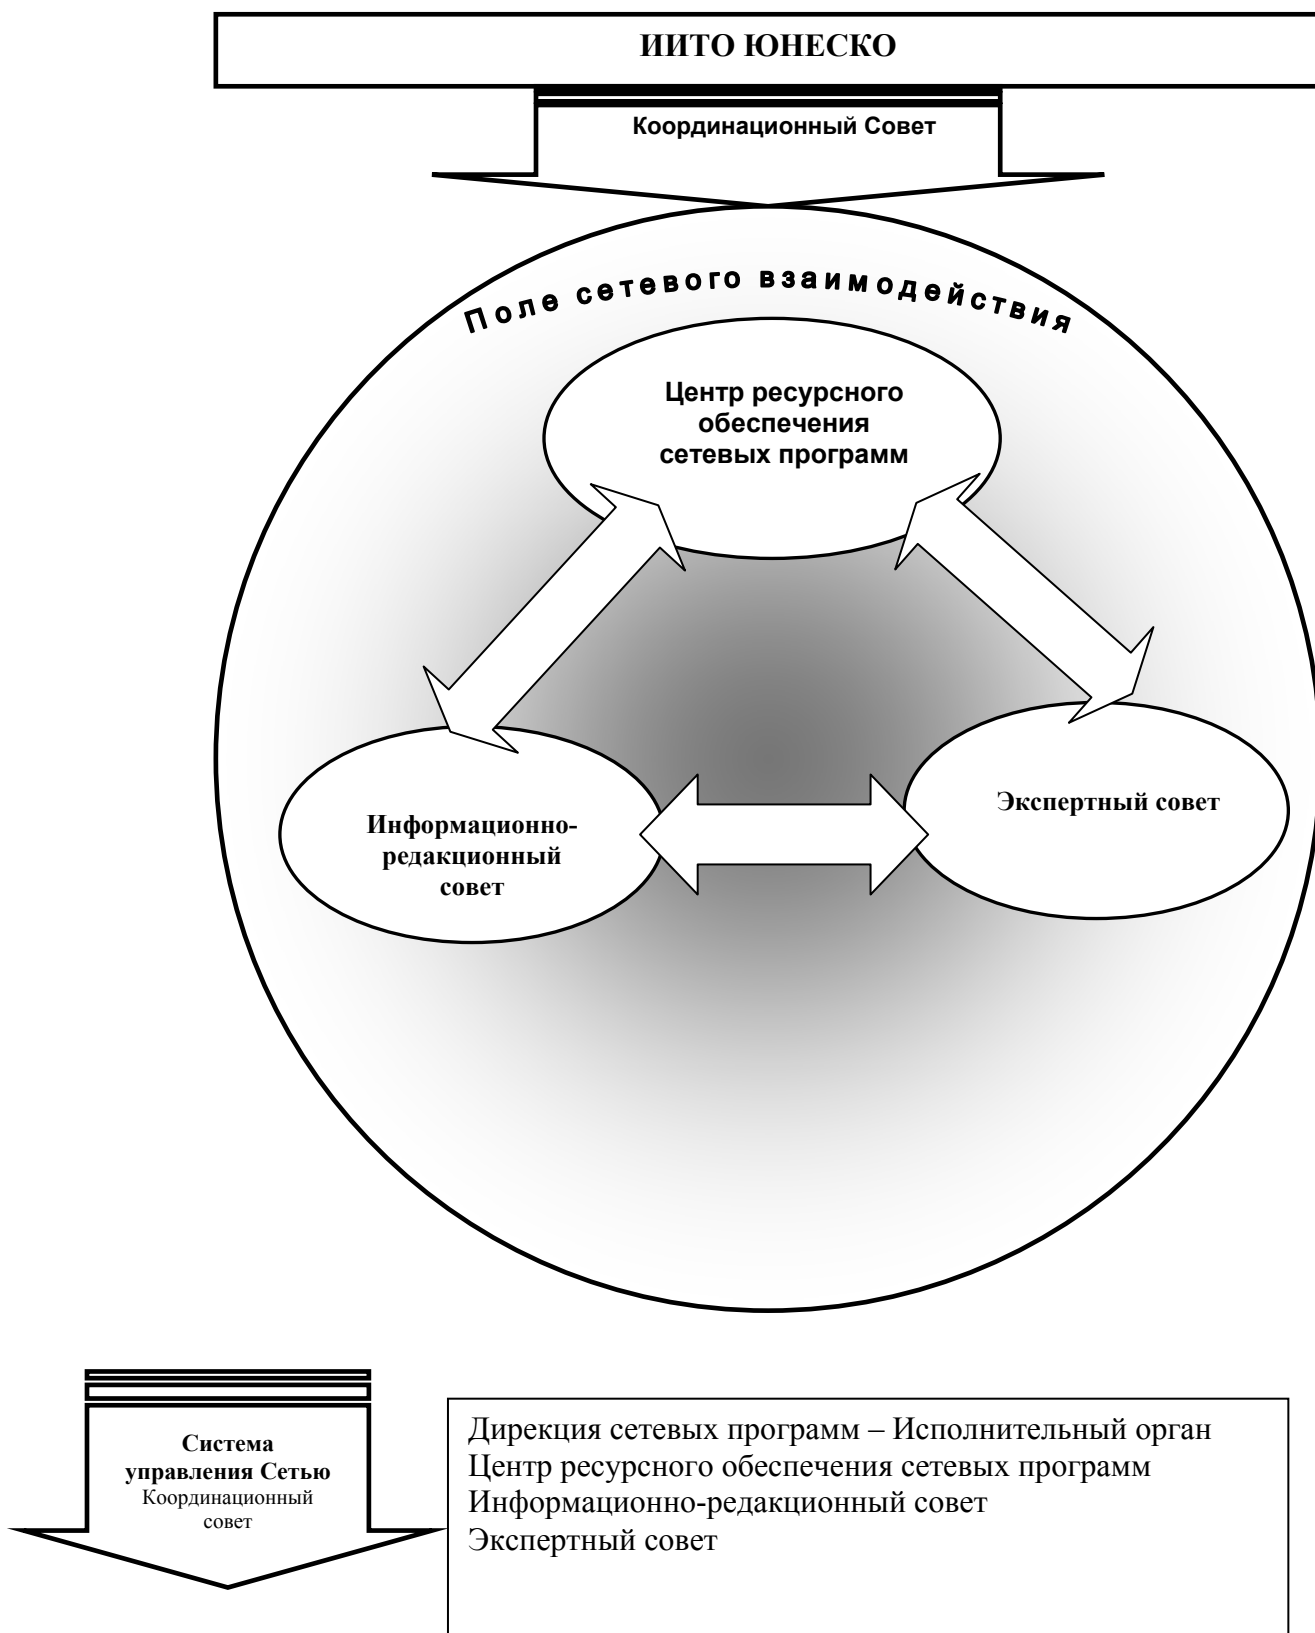 ИИТО ЮНЕСКО
Координационный Совет
Поле сетевого взаимодействия
Центр ресурсного
обеспечения
сетевых программ
Информационно-
редакционный
совет
Экспертный совет
Система
управления Сетью
Координационный
совет
Дирекция сетевых программ – Исполнительный орган
Центр ресурсного обеспечения сетевых программ
Информационно-редакционный совет
Экспертный совет